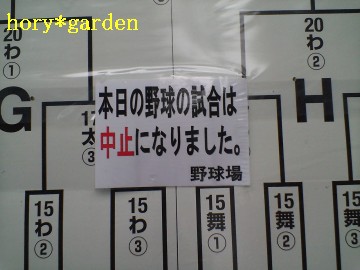 hory*garden
20
わ
①
20
わ
②
G
H
17
太
③
本日の野球の試合は
中止になりました。
野球場
15
わ
②
15
わ
③
15
舞
①
15
舞
②
15
舞
③